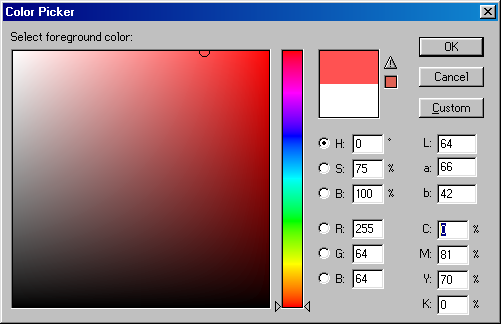 Color Picker
Select foreground color:
OK
Cancel
Custom
H: 0 °
S: 75 %
B: 100 %
R: 255
G: 64
B: 64
L: 64
a: 66
b: 42
C: 0 %
M: 81 %
Y: 70 %
K: 0 %